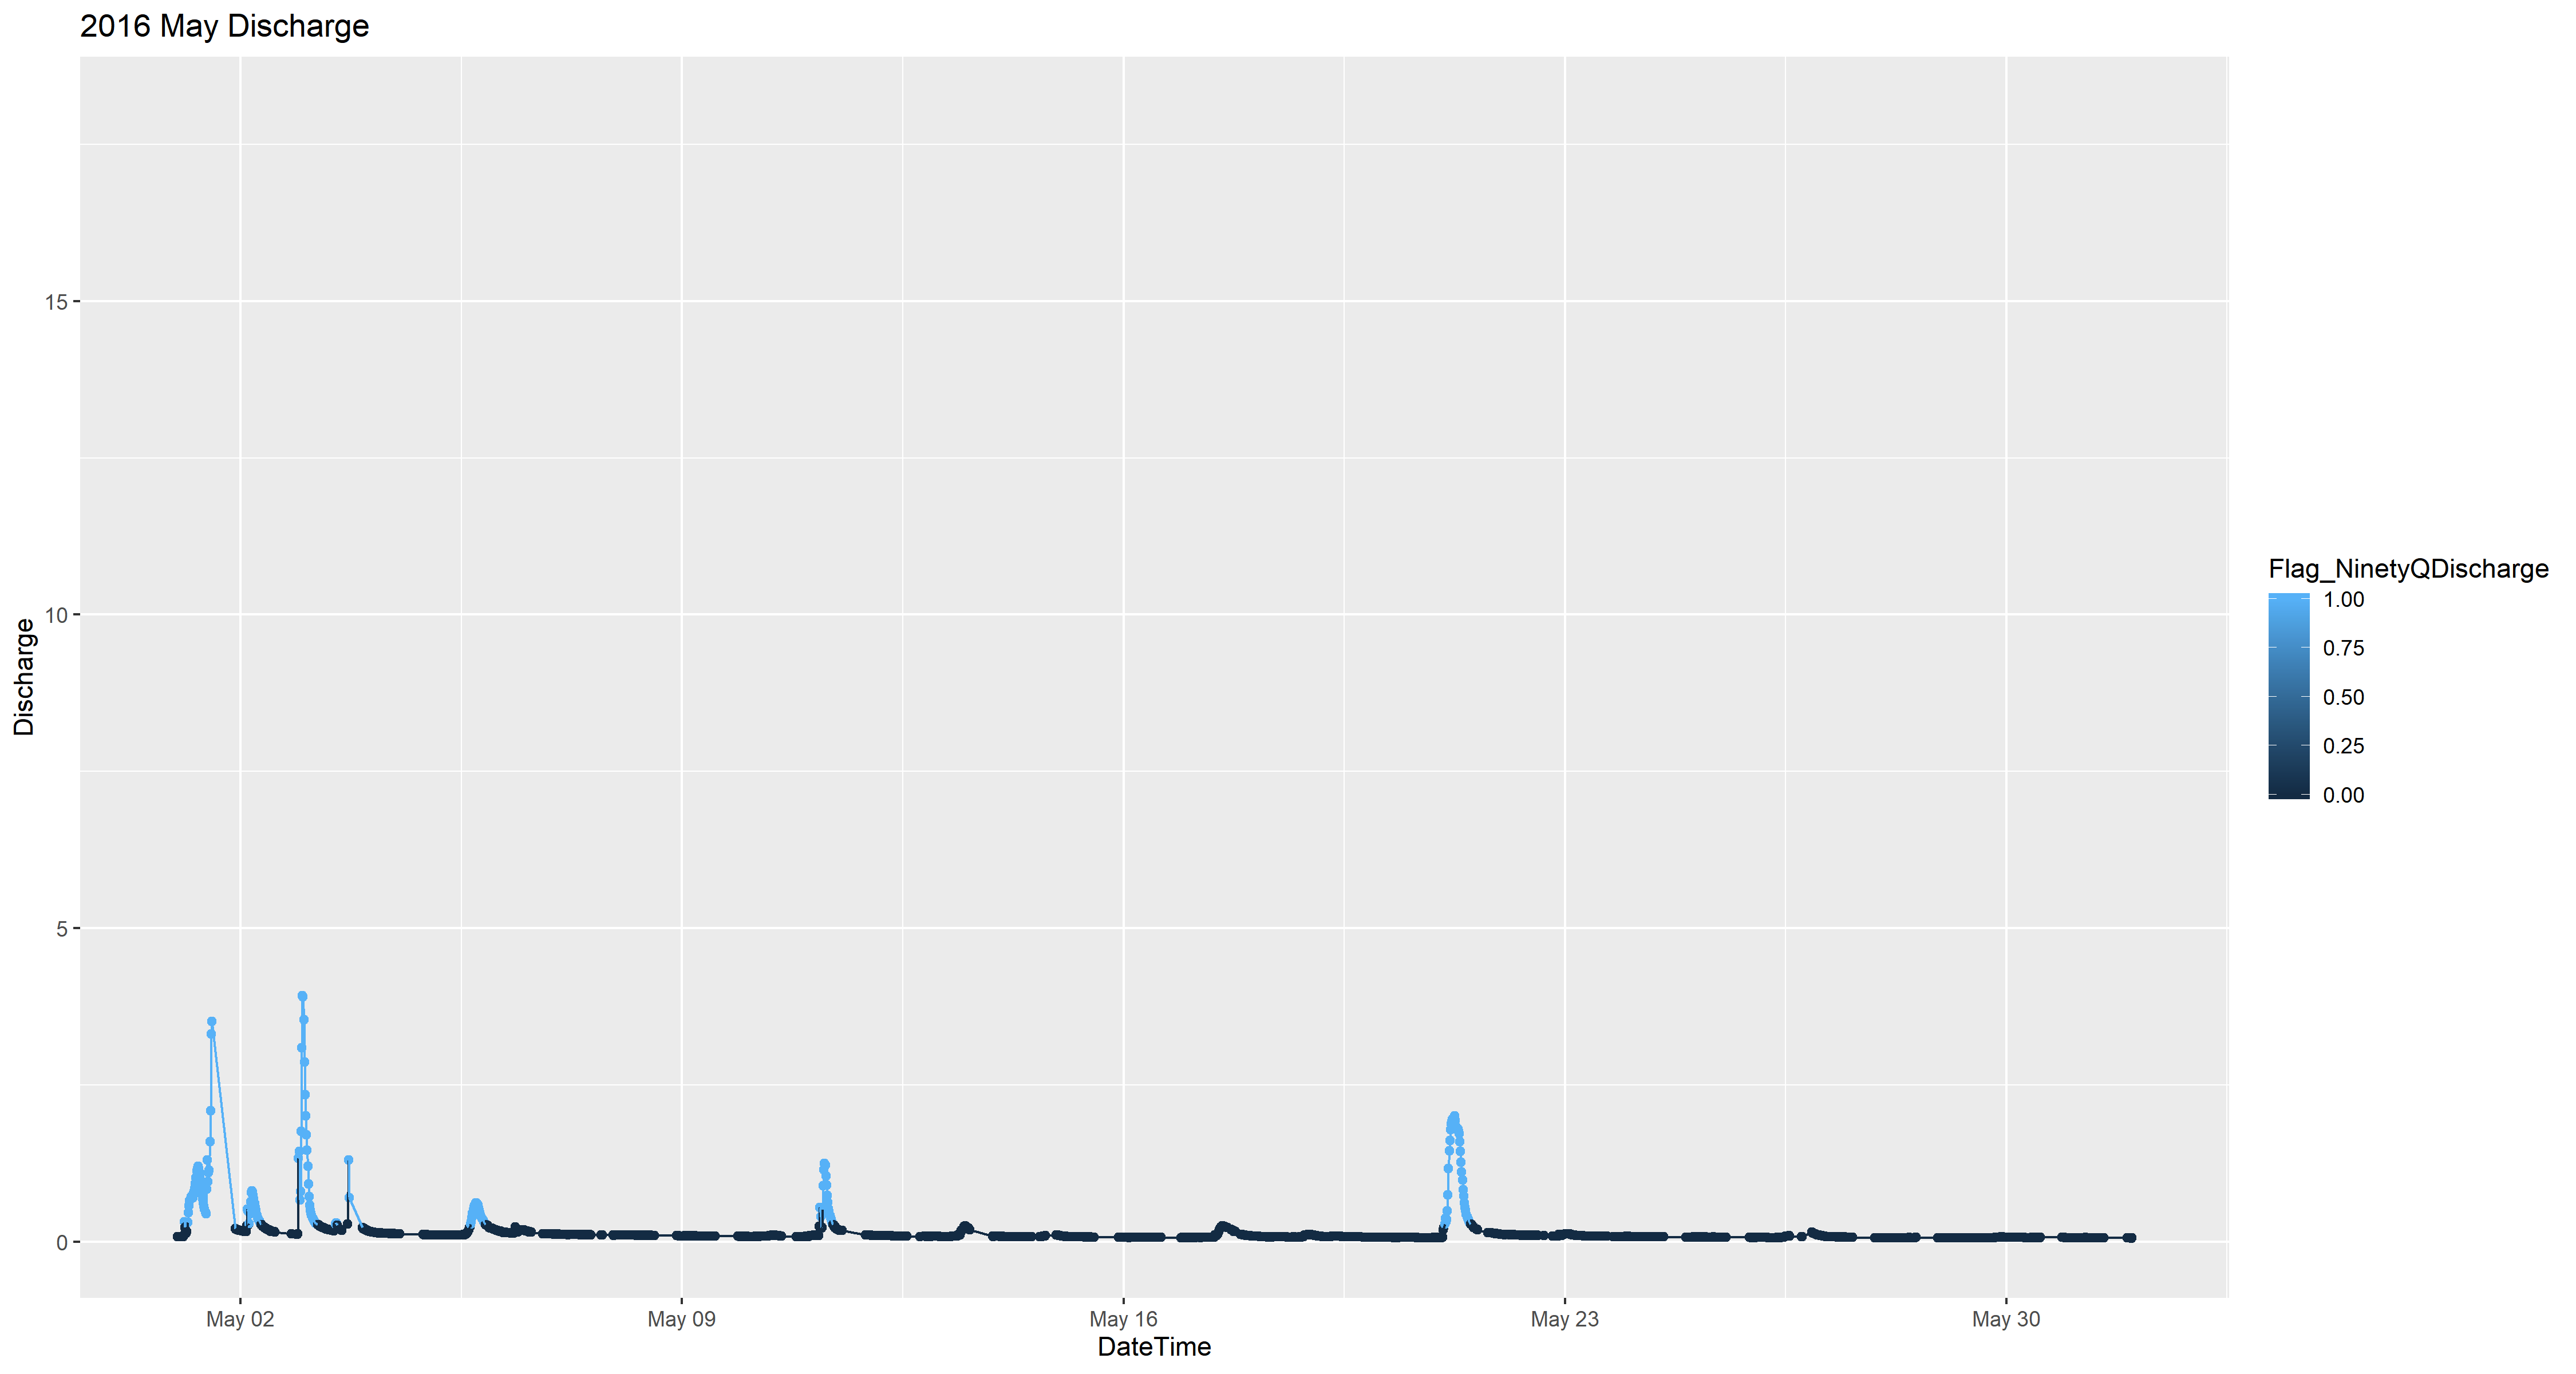 2016 May Discharge
15
10
5
0
Discharge
May 02
May 09
May 16
May 23
May 30
DateTime
Flag_NinetyQDischarge
1.00
0.75
0.50
0.25
0.00